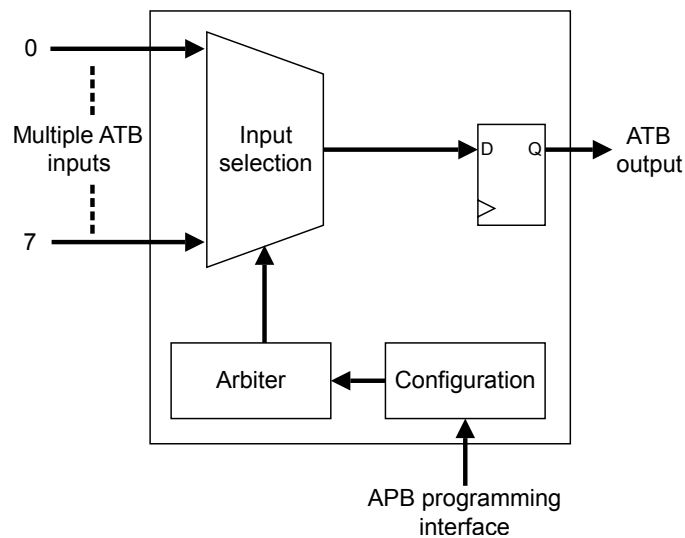 0
Multiple ATB
inputs
7
Input
selection
D
Q
ATB
output
Arbiter
Configuration
APB programming
interface